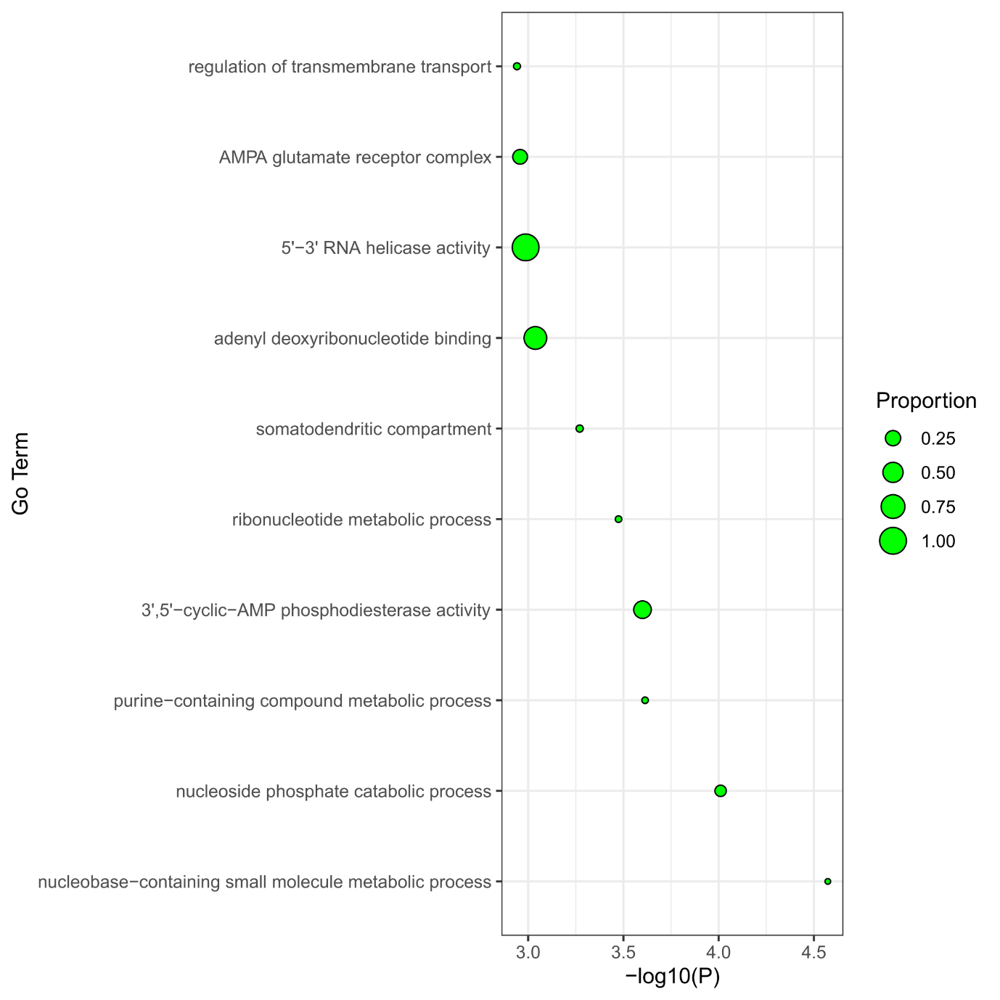 regulation of transmembrane transport
AMPA glutamate receptor complex
5'−3' RNA helicase activity
adenyl deoxyribonucleotide binding
somatodendritic compartment
ribonucleotide metabolic process
3',5'−cyclic−AMP phosphodiesterase activity
purine−containing compound metabolic process
nucleoside phosphate catabolic process
nucleobase−containing small molecule metabolic process
Go Term
3.0 3.5 4.0 4.5
−log10(P)
Proportion
0.25
0.50
0.75
1.00